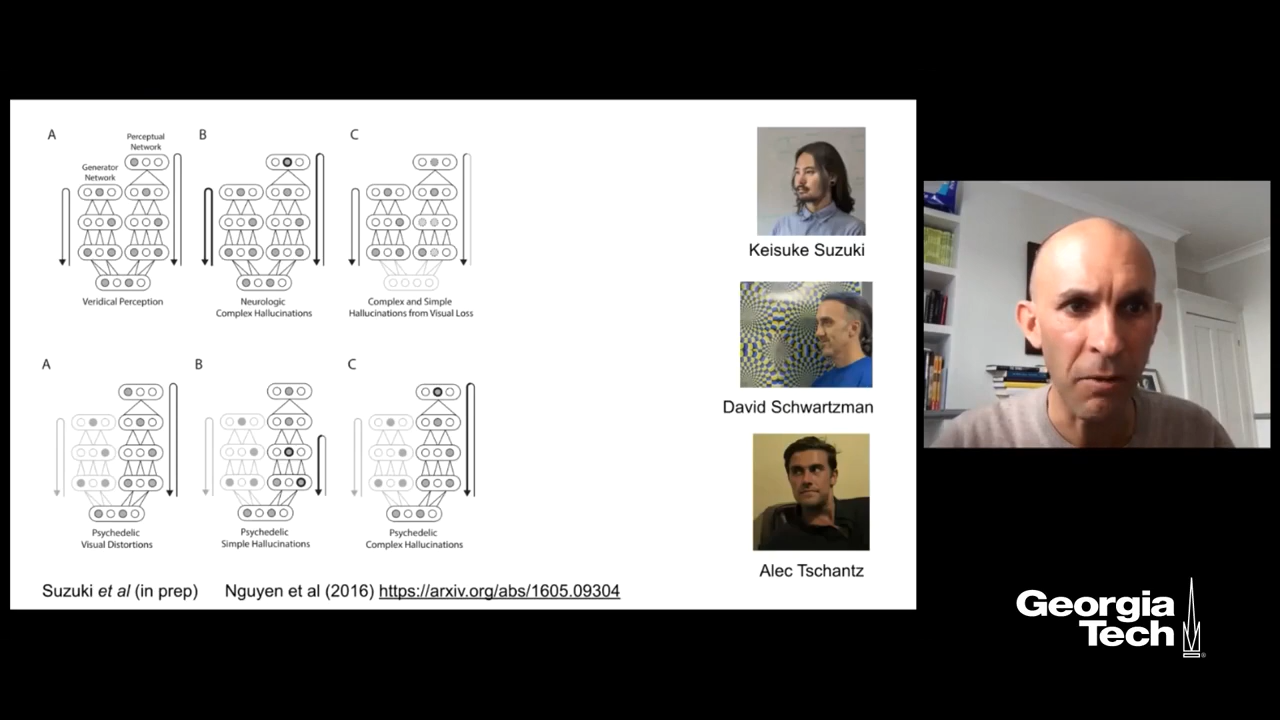 A
B
C
Perceptual
Network
Generator
Network
Veridical Perception
Neurologic
Complex Hallucinations
Complex and Simple
Hallucinations from Visual Loss
A
B
C
Psychedelic
Visual Distortions
Psychedelic
Simple Hallucinations
Psychedelic
Complex Hallucinations
Suzuki et al (in prep)
Nguyen et al (2016) https://arxiv.org/abs/1605.09304
Keisuke Suzuki
David Schwartzman
Alec Tschantz
Georgia
Tech